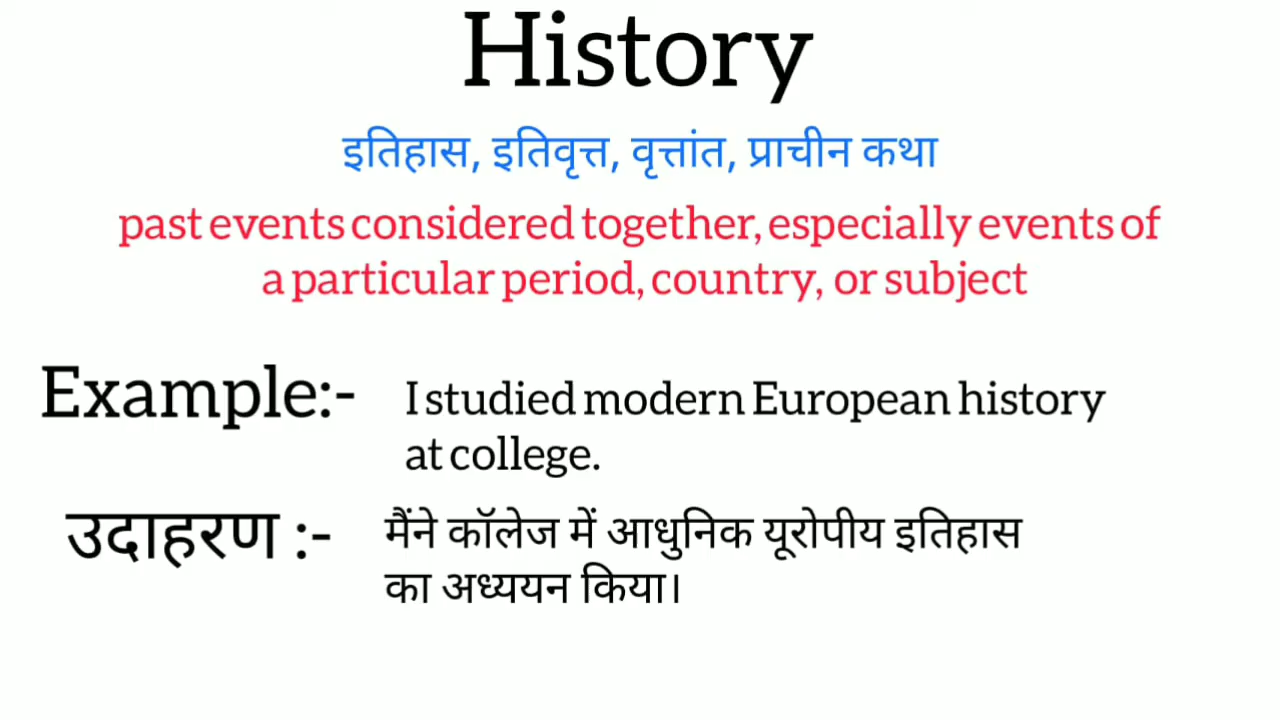 History
इतिहास, इतिवृत्त, वृत्तांत, प्राचीन कथा
past events considered together, especially events of
a particular period, country, or subject
Example:- I studied modern European history
at college.
उदाहरण :- मैंने कॉलेज में आधुनिक यूरोपीय इतिहास
का अध्ययन किया।